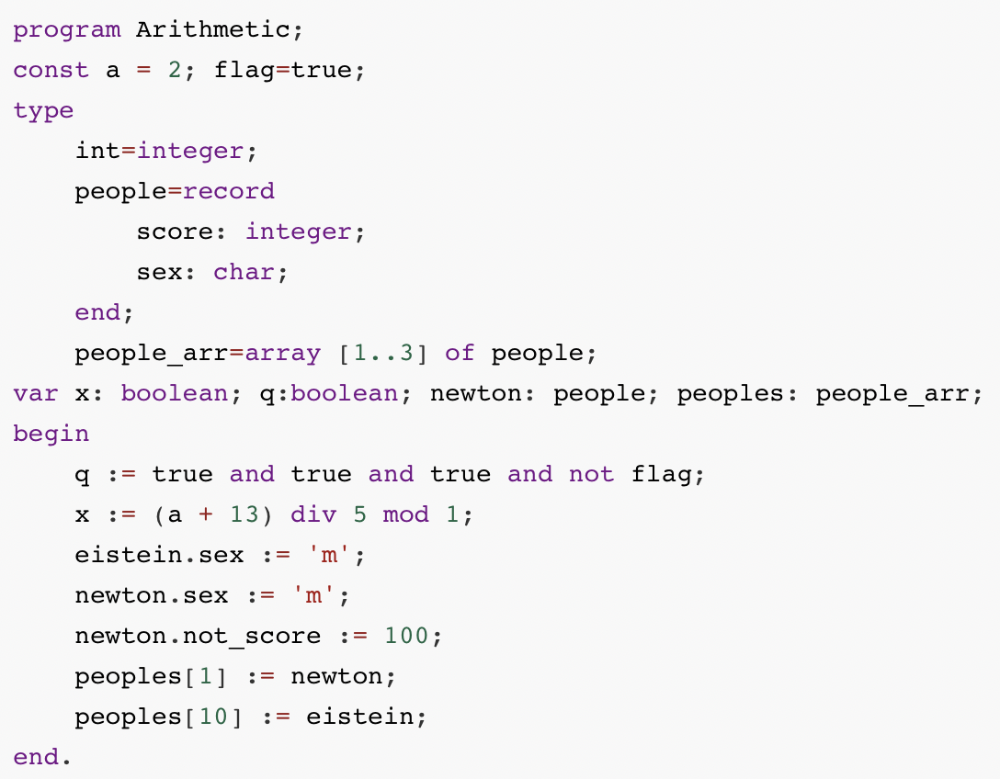 program Arithmetic;
const a = 2; flag=true;
type
    int=integer;
    people=record
        score: integer;
        sex: char;
    end;
    people_arr=array [1..3] of people;
var x: boolean; q:boolean; newton: people; peoples: people_arr;
begin
    q := true and true and true and not flag;
    x := (a + 13) div 5 mod 1;
    eistein.sex := 'm';
    newton.sex := 'm';
    newton.not_score := 100;
    peoples[1] := newton;
    peoples[10] := eistein;
end.